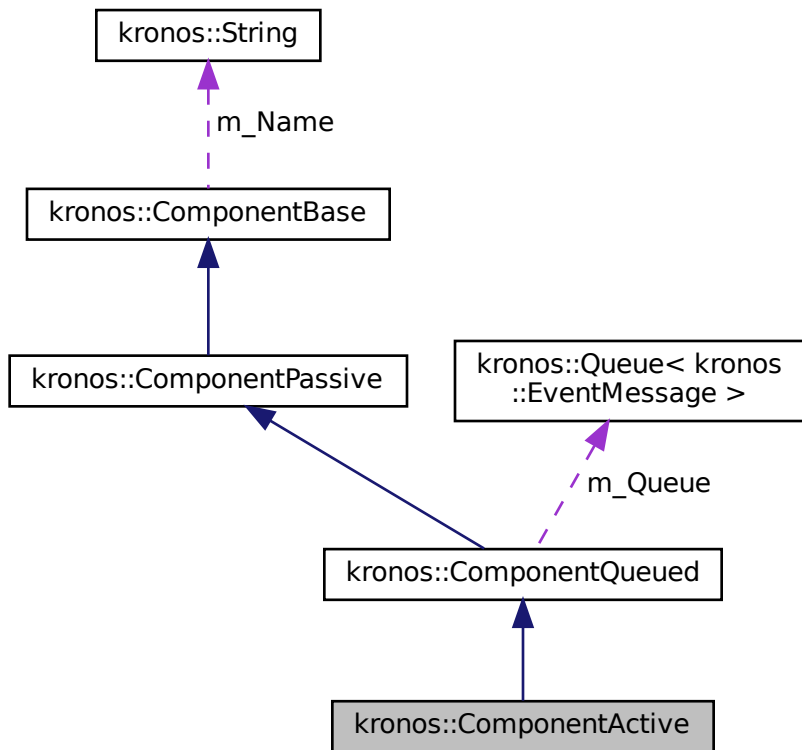 kronos::String
m_Name
kronos::ComponentBase
kronos::ComponentPassive
kronos::Queue< kronos
::EventMessage >
m_Queue
kronos::ComponentQueued
kronos::ComponentActive